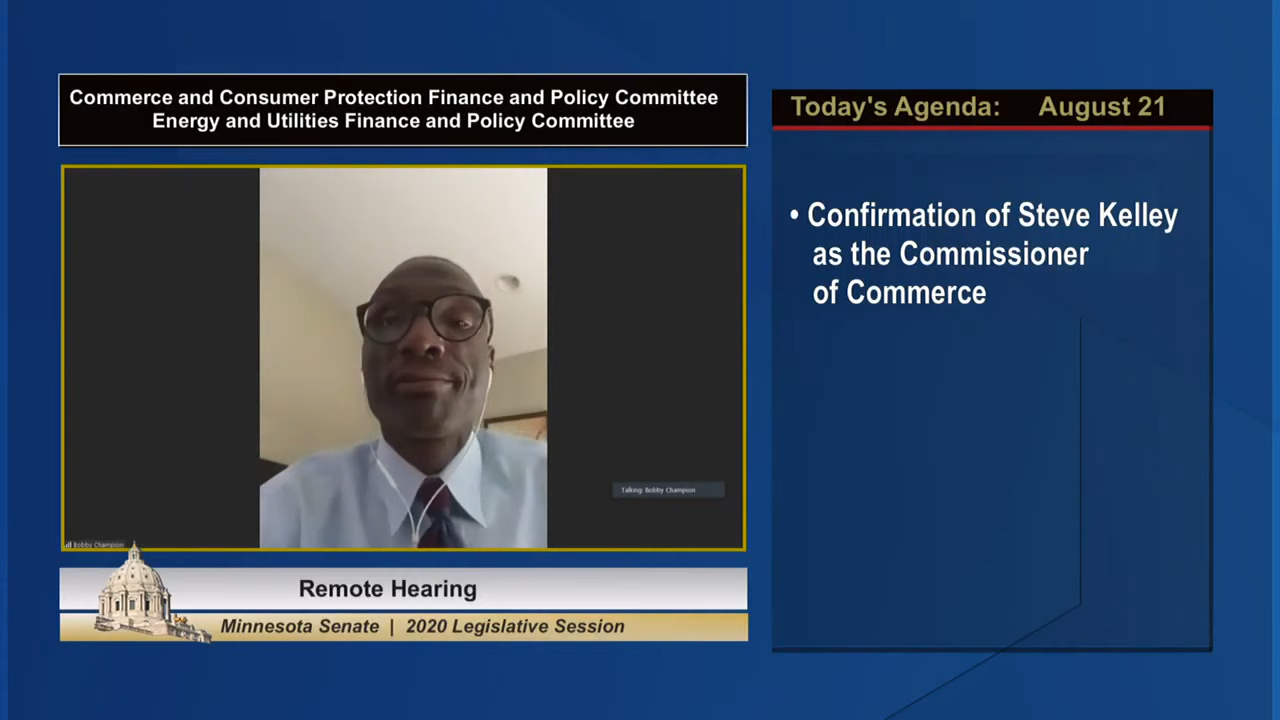 Commerce and Consumer Protection Finance and Policy Committee
Energy and Utilities Finance and Policy Committee
Today's Agenda: August 21
• Confirmation of Steve Kelley
as the Commissioner
of Commerce
Talking: Bobby Champion
Bobby Champion
Remote Hearing
Minnesota Senate | 2020 Legislative Session